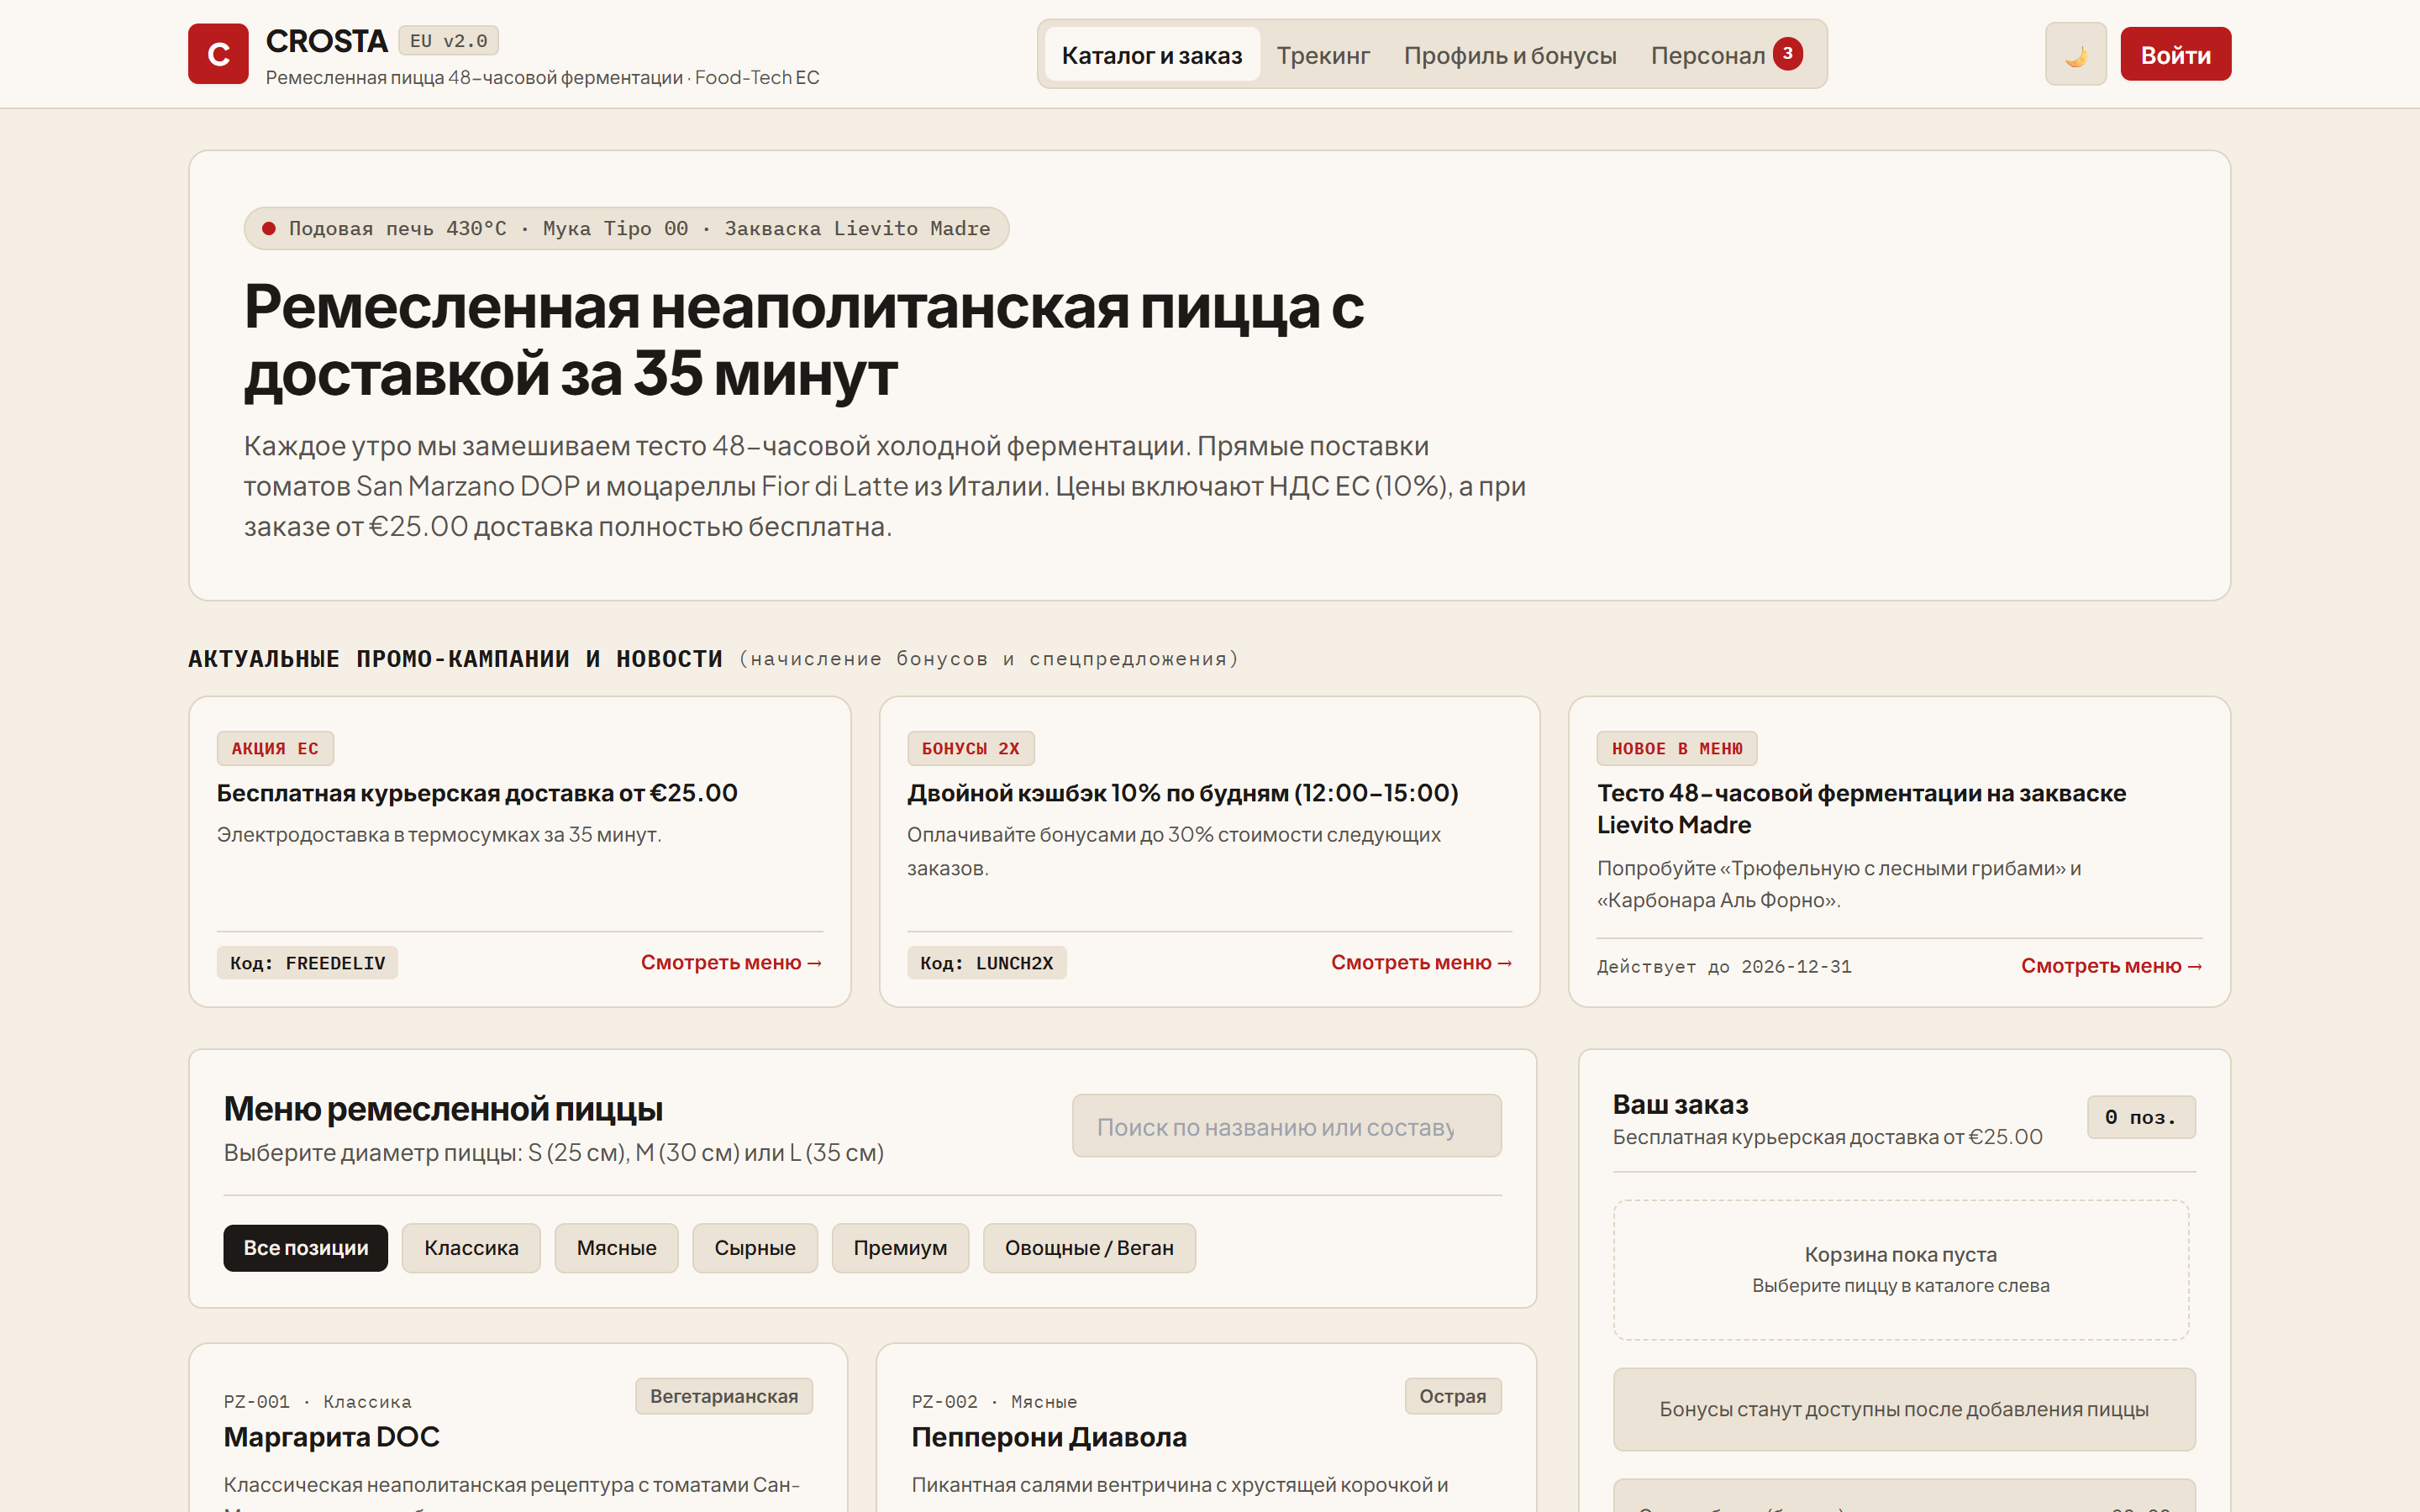 C
CROSTA
EU v2.0
Ремесленная пицца 48-часовой ферментации · Food-Tech ЕС
Каталог и заказ
Трекинг
Профиль и бонусы
Персонал 3
Войти
Подовая печь 430°C · Мука Tipo 00 · Закваска Lievito Madre
Ремесленная неаполитанская пицца с
доставкой за 35 минут
Каждое утро мы замешиваем тесто 48-часовой холодной ферментации. Прямые поставки
томатов San Marzano DOP и моцареллы Fior di Latte из Италии. Цены включают НДС ЕС (10%), а при
заказе от €25.00 доставка полностью бесплатна.
АКТУАЛЬНЫЕ ПРОМО-КАМПАНИИ И НОВОСТИ (начисление бонусов и спецпредложения)
АКЦИЯ ЕС
Бесплатная курьерская доставка от €25.00
Электродоставка в термосумках за 35 минут.
Код: FREEDELIV
Смотреть меню →
БОНУСЫ 2X
Двойной кэшбэк 10% по будням (12:00–15:00)
Оплачивайте бонусами до 30% стоимости следующих
заказов.
Код: LUNCH2X
Смотреть меню →
НОВОЕ В МЕНЮ
Тесто 48-часовой ферментации на закваске
Lievito Madre
Попробуйте «Трюфельную с лесными грибами» и
«Карбонара Аль Форно».
Действует до 2026-12-31
Смотреть меню →
Меню ремесленной пиццы
Выберите диаметр пиццы: S (25 см), M (30 см) или L (35 см)
Поиск по названию или составу
Все позиции
Классика
Мясные
Сырные
Премиум
Овощные / Веган
Ваш заказ
Бесплатная курьерская доставка от €25.00
0 поз.
Корзина пока пуста
Выберите пиццу в каталоге слева
Бонусы станут доступны после добавления пиццы
PZ-001 · Классика
Вегетарианская
Маргарита DOC
Классическая неаполитанская рецептура с томатами Сан-
PZ-002 · Мясные
Острая
Пепперони Диавола
Пикантная салями вентричина с хрустящей корочкой и